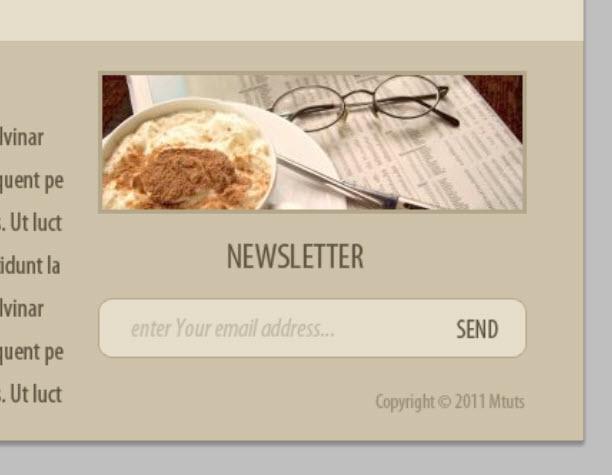 lvinar
quent pe
s. Ut luct
idunt la
lvinar
quent pe
s. Ut luct
NEWSLETTER
enter Your email address...
SEND
Copyright © 2011 Mtuts